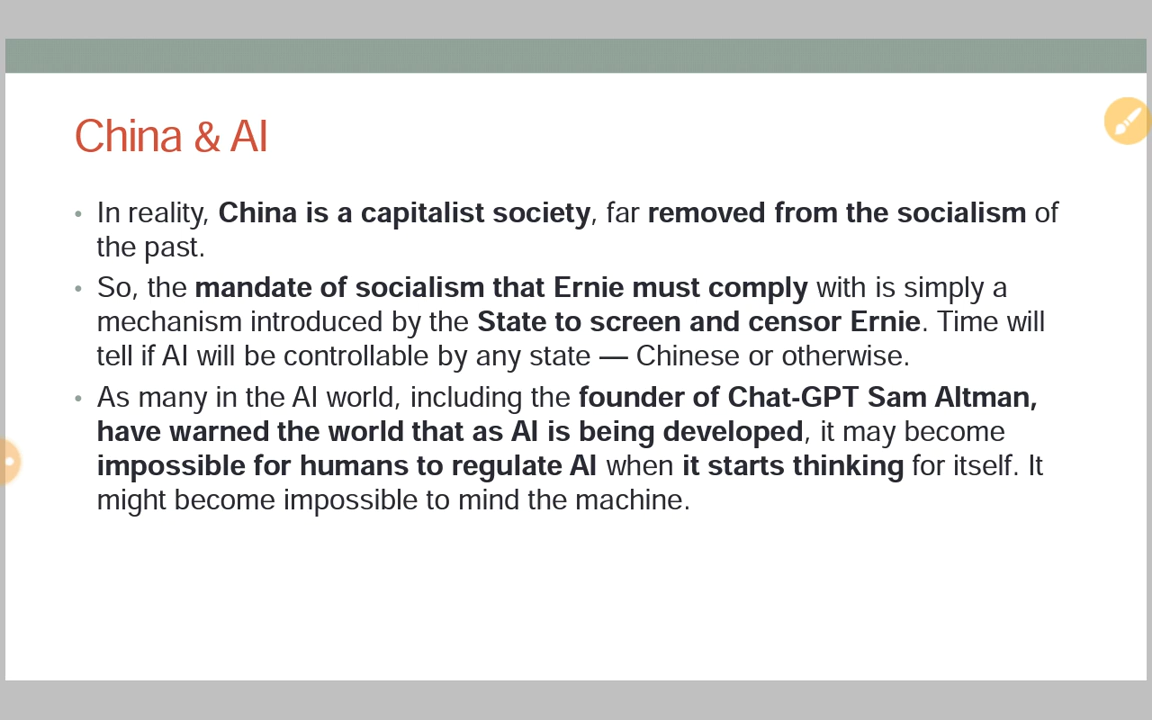 China & AI
• In reality, China is a capitalist society, far removed from the socialism of
the past.
• So, the mandate of socialism that Ernie must comply with is simply a
mechanism introduced by the State to screen and censor Ernie. Time will
tell if AI will be controllable by any state — Chinese or otherwise.
• As many in the AI world, including the founder of Chat-GPT Sam Altman,
have warned the world that as AI is being developed, it may become
impossible for humans to regulate AI when it starts thinking for itself. It
might become impossible to mind the machine.